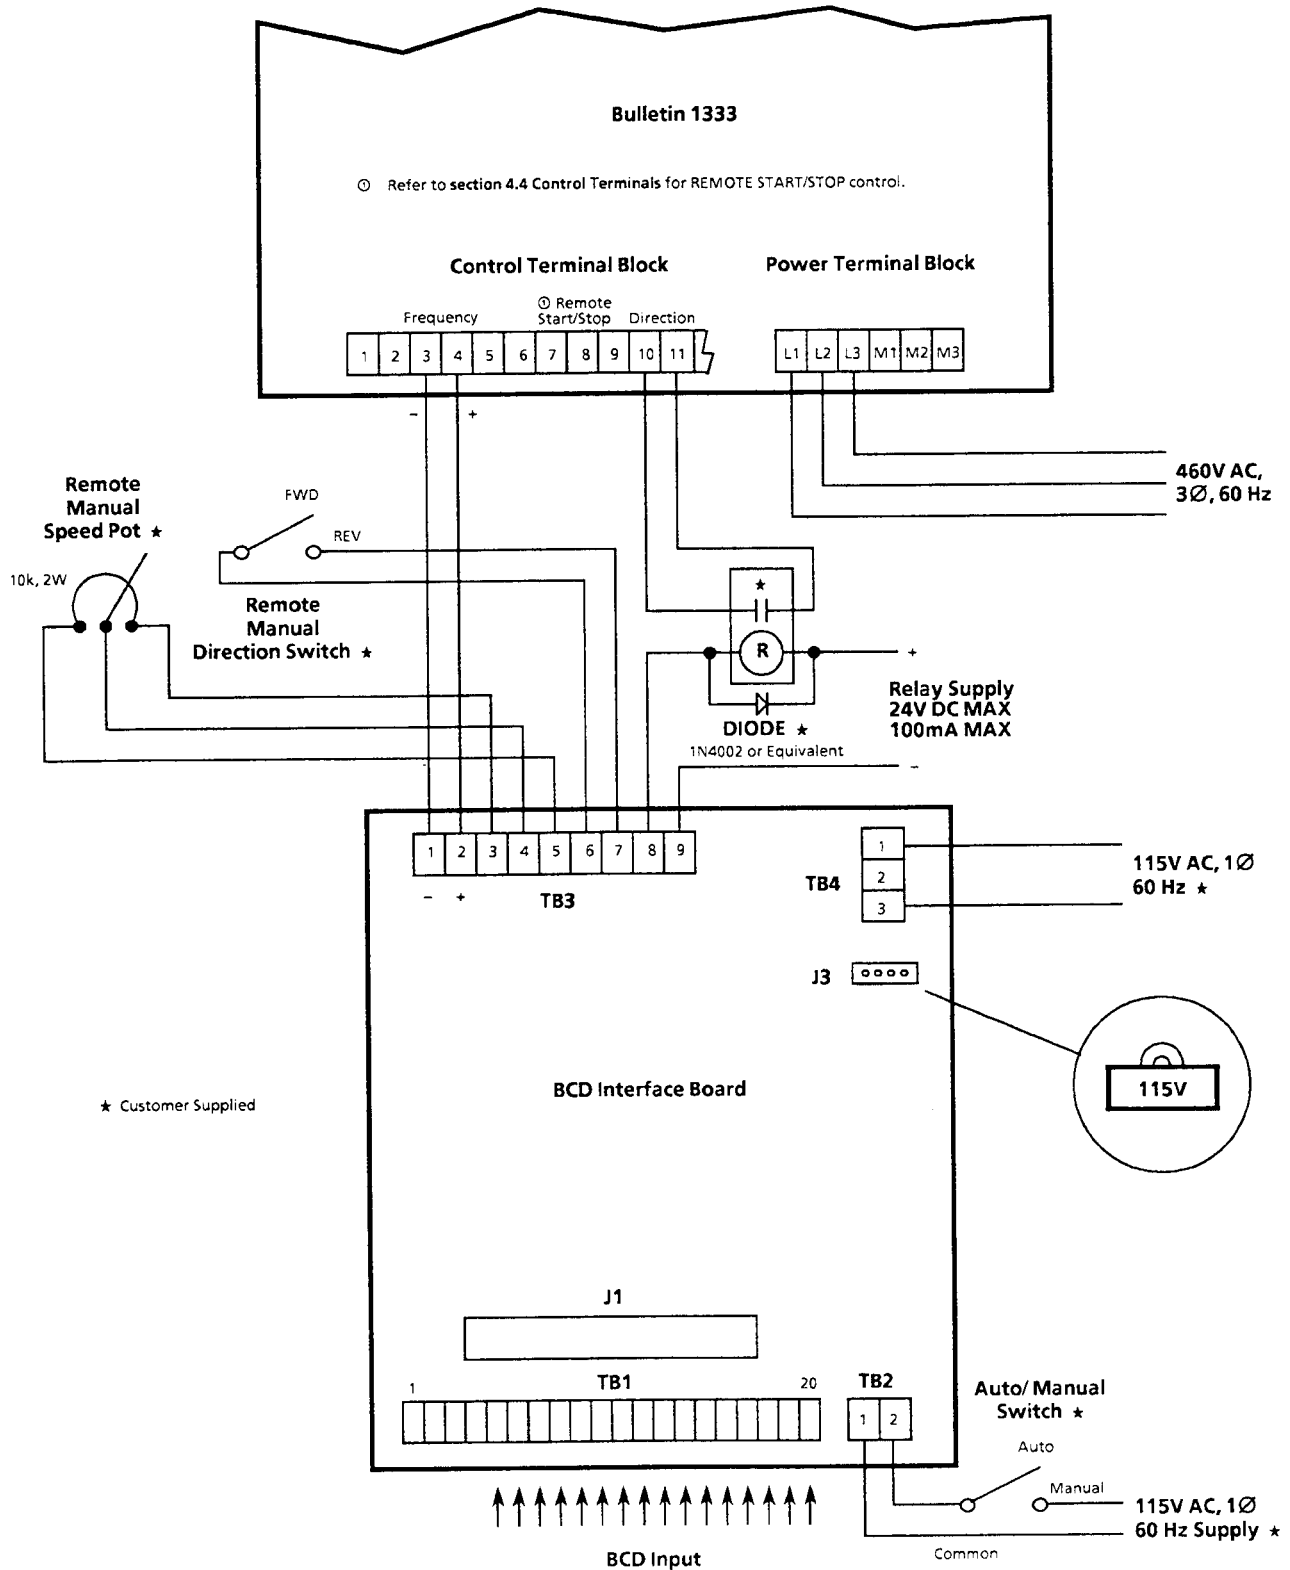 Bulletin 1333
① Refer to section 4.4 Control Terminals for REMOTE START/STOP control.
Control Terminal Block
Power Terminal Block
Frequency
① Remote
Start/Stop
Direction
1 2 3 4 5 6 7 8 9 10 11
L1 L2 L3 M1 M2 M3
- +
460V AC,
3Ø, 60 Hz
Remote
Manual
Speed Pot ★
10k, 2W
FWD
REV
Remote
Manual
Direction Switch ★
★
R
+
Relay Supply
24V DC MAX
100mA MAX
-
DIODE ★
1N4002 or Equivalent
1 2 3 4 5 6 7 8 9
- +
TB3
TB4
1
2
3
115V AC, 1Ø
60 Hz ★
J3
115V
BCD Interface Board
★ Customer Supplied
J1
1
TB1
20
TB2
1 2
Auto/ Manual
Switch ★
Auto
Manual
115V AC, 1Ø
60 Hz Supply ★
Common
BCD Input